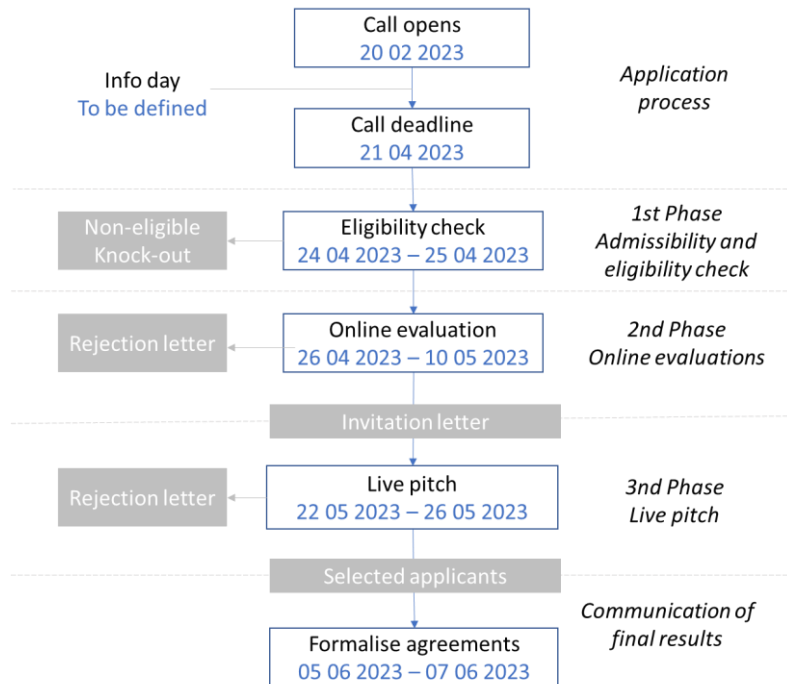 Call opens
20 02 2023
Info day
To be defined
Application
process
Call deadline
21 04 2023
Non-eligible
Knock-out
Eligibility check
24 04 2023 – 25 04 2023
1st Phase
Admissibility and
eligibility check
Rejection letter
Online evaluation
26 04 2023 – 10 05 2023
2nd Phase
Online evaluations
Invitation letter
Rejection letter
Live pitch
22 05 2023 – 26 05 2023
3nd Phase
Live pitch
Selected applicants
Communication of
final results
Formalise agreements
05 06 2023 – 07 06 2023